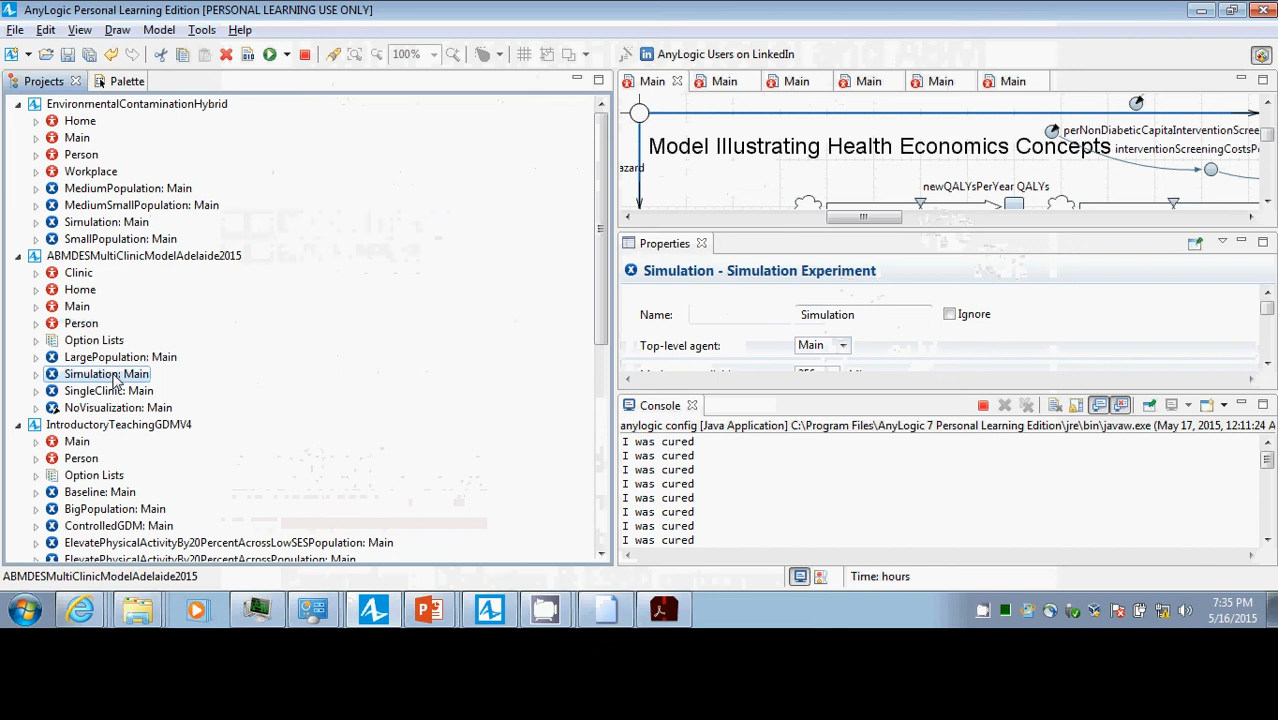 AnyLogic Personal Learning Edition [PERSONAL LEARNING USE ONLY]
File Edit View Draw Model Tools Help
100%
AnyLogic Users on LinkedIn
Projects
Palette
EnvironmentalContaminationHybrid
Home
Main
Person
Workplace
MediumPopulation: Main
MediumSmallPopulation: Main
Simulation: Main
SmallPopulation: Main
ABMDESMultiClinicModelAdelaide2015
Clinic
Home
Main
Person
Option Lists
LargePopulation: Main
Simulation: Main
SingleClinic: Main
NoVisualization: Main
IntroductoryTeachingGDMV4
Main
Person
Option Lists
Baseline: Main
BigPopulation: Main
ControlledGDM: Main
ElevatePhysicalActivityBy20PercentAcrossLowSESPopulation: Main
ElevatePhysicalActivityBy20PercentAcrossPopulation: Main
Main Main Main Main Main Main
perNonDiabeticCapitaInterventionScree
Model Illustrating Health Economics Concepts
interventionScreeningCostsP
azard
newQALYsPerYear QALYs
Properties
Simulation - Simulation Experiment
Name: Simulation Ignore
Top-level agent: Main
Console
anylogic config [Java Application] C:\Program Files\AnyLogic 7 Personal Learning Edition\jre\bin\javaw.exe (May 17, 2015, 12:11:24 A
I was cured
I was cured
I was cured
I was cured
I was cured
I was cured
I was cured
I was cured
ABMDESMultiClinicModelAdelaide2015
Time: hours
7:35 PM
5/16/2015